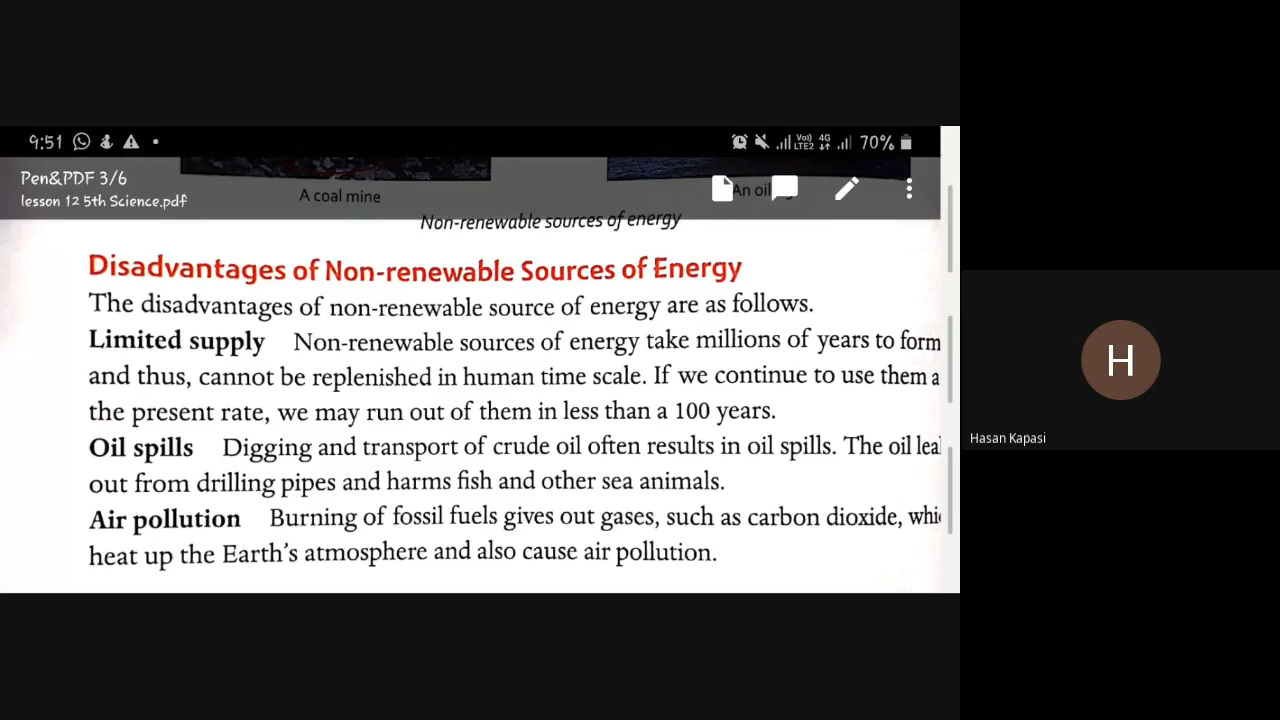 9:51
Vo)) 4G
LTE2
70%
Pen&PDF 3/6
lesson 12 5th Science.pdf
A coal mine
An oil
Non-renewable sources of energy
Disadvantages of Non-renewable Sources of Energy
The disadvantages of non-renewable source of energy are as follows.
Limited supply Non-renewable sources of energy take millions of years to form
and thus, cannot be replenished in human time scale. If we continue to use them a
the present rate, we may run out of them in less than a 100 years.
Oil spills Digging and transport of crude oil often results in oil spills. The oil lea
out from drilling pipes and harms fish and other sea animals.
Air pollution Burning of fossil fuels gives out gases, such as carbon dioxide, whi
heat up the Earth's atmosphere and also cause air pollution.
H
Hasan Kapasi